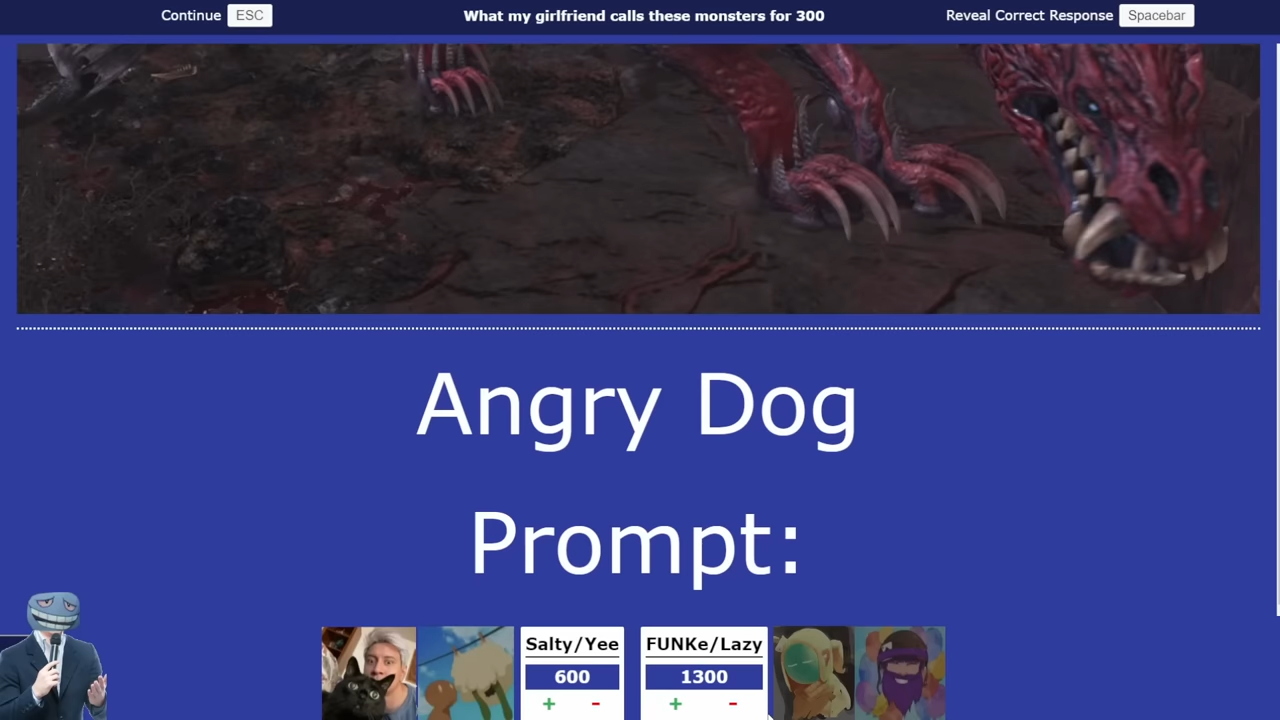 Continue ESC What my girlfriend calls these monsters for 300 Reveal Correct Response Spacebar
Angry Dog
Prompt:
Salty/Yee FUNKe/Lazy
600 1300
+ - + -